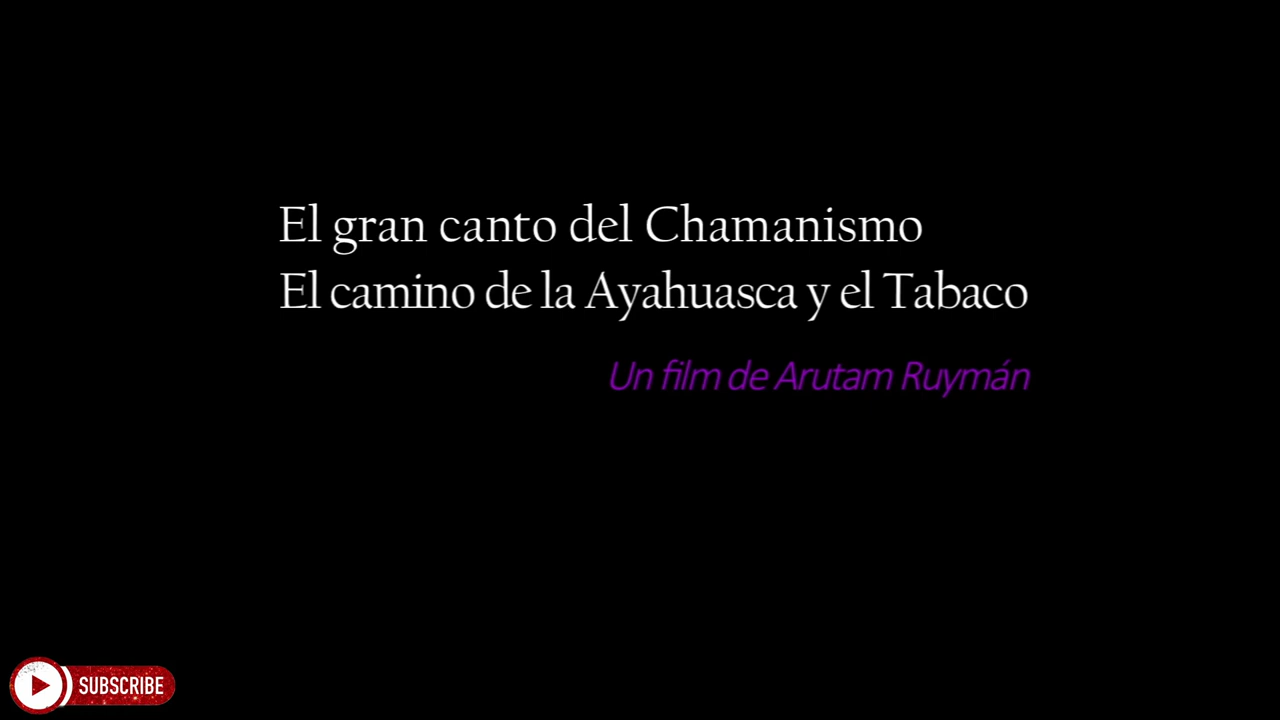 El gran canto del Chamanismo
El camino de la Ayahuasca y el Tabaco
Un film de Arutam Ruymán
SUBSCRIBE